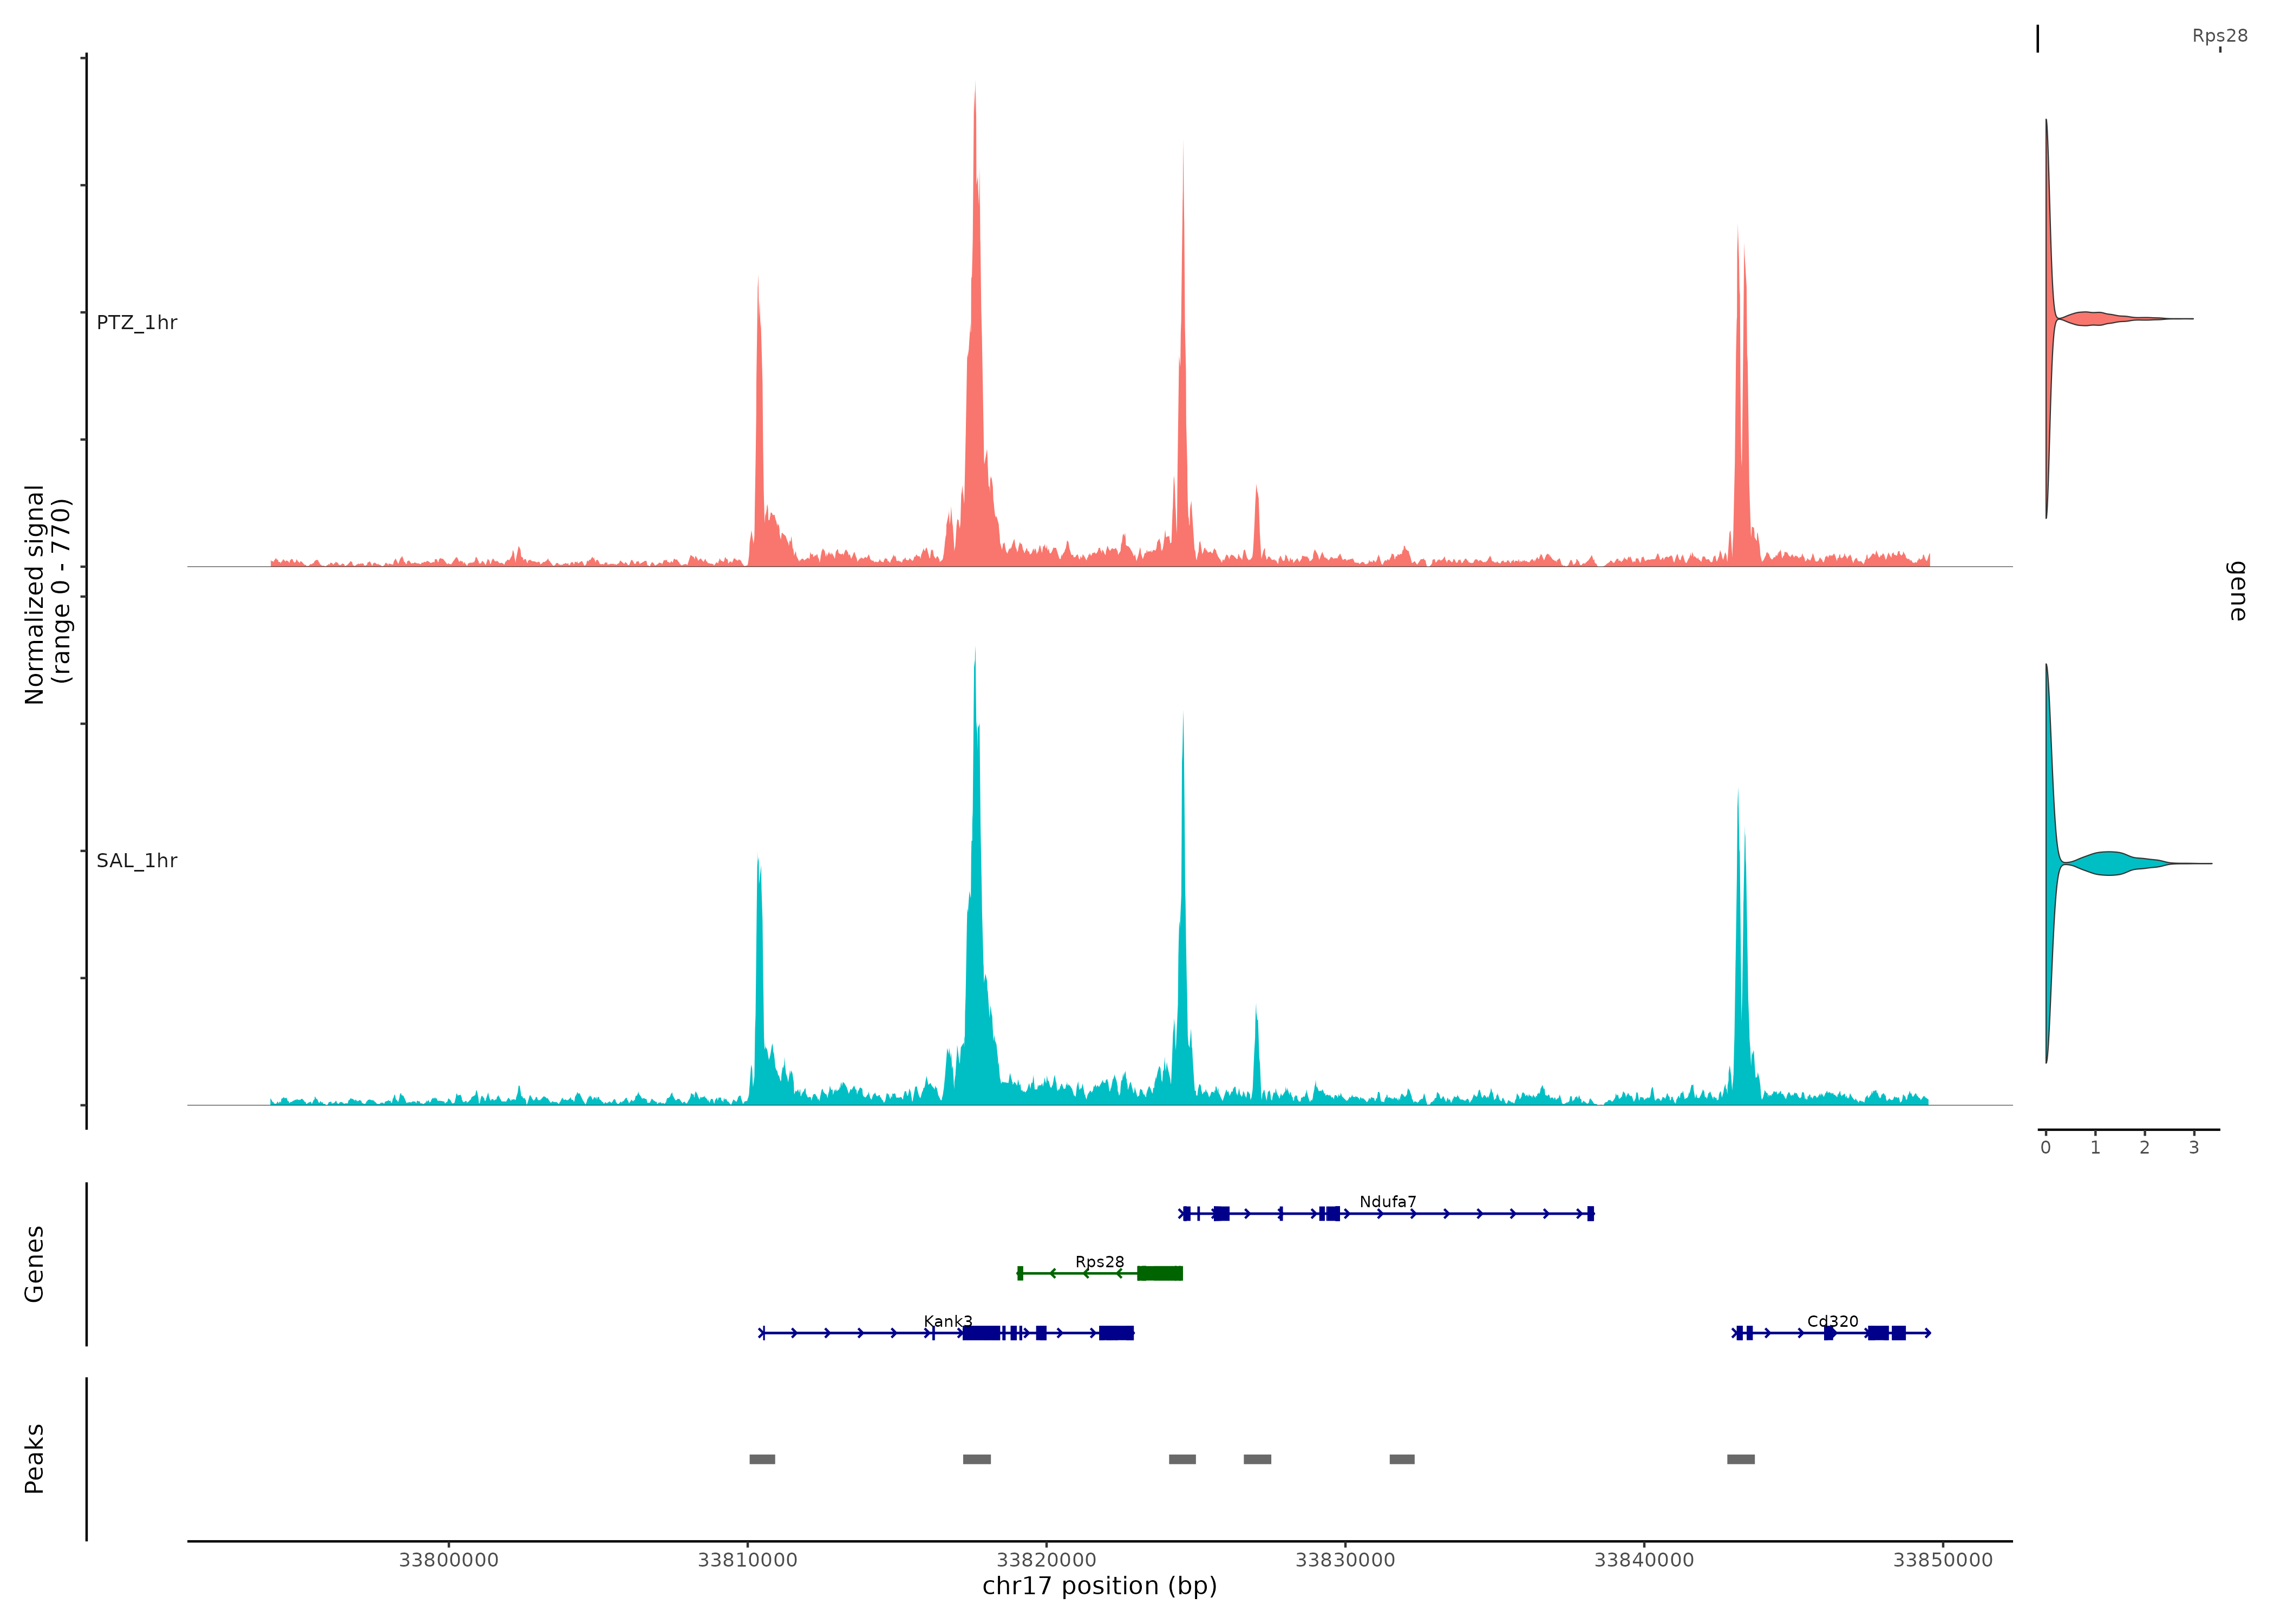 Rps28
Normalized signal
(range 0 - 770)
PTZ_1hr
SAL_1hr
gene
0 1 2 3
Genes
Ndufa7
Rps28
Kank3
Cd320
Peaks
33800000 33810000 33820000 33830000 33840000 33850000
chr17 position (bp)